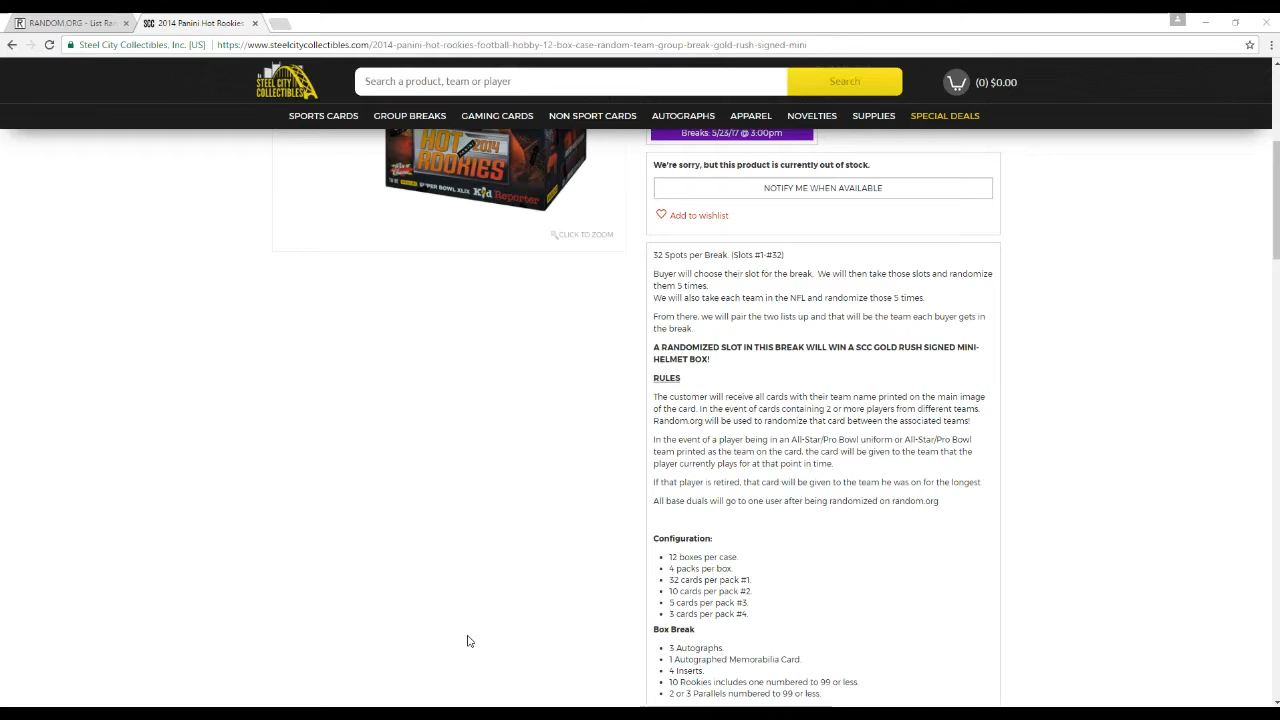 RANDOM.ORG - List Ran
SCC 2014 Panini Hot Rookies
Steel City Collectibles, Inc. [US] https://www.steelcitycollectibles.com/2014-panini-hot-rookies-football-hobby-12-box-case-random-team-group-break-gold-rush-signed-mini
STEEL CITY COLLECTIBLES
Search a product, team or player
Search
(0) $0.00
SPORTS CARDS GROUP BREAKS GAMING CARDS NON SPORT CARDS AUTOGRAPHS APPAREL NOVELTIES SUPPLIES SPECIAL DEALS
HOT 2014
ROOKIES
SUPER BOWL XLIX Kid Reporter
CLICK TO ZOOM
Breaks: 5/23/17 @ 3:00pm
We're sorry, but this product is currently out of stock.
NOTIFY ME WHEN AVAILABLE
Add to wishlist
32 Spots per Break. (Slots #1-#32)
Buyer will choose their slot for the break. We will then take those slots and randomize
them 5 times.
We will also take each team in the NFL and randomize those 5 times.
From there, we will pair the two lists up and that will be the team each buyer gets in
the break.
A RANDOMIZED SLOT IN THIS BREAK WILL WIN A SCC GOLD RUSH SIGNED MINI-
HELMET BOX!
RULES
The customer will receive all cards with their team name printed on the main image
of the card. In the event of cards containing 2 or more players from different teams.
Random.org will be used to randomize that card between the associated teams!
In the event of a player being in an All-Star/Pro Bowl uniform or All-Star/Pro Bowl
team printed as the team on the card, the card will be given to the team that the
player currently plays for at that point in time.
If that player is retired, that card will be given to the team he was on for the longest
All base duals will go to one user after being randomized on random.org
Configuration:
12 boxes per case.
4 packs per box.
32 cards per pack #1.
10 cards per pack #2.
5 cards per pack #3.
3 cards per pack #4.
Box Break
3 Autographs.
1 Autographed Memorabilia Card.
4 Inserts.
10 Rookies includes one numbered to 99 or less.
2 or 3 Parallels numbered to 99 or less.